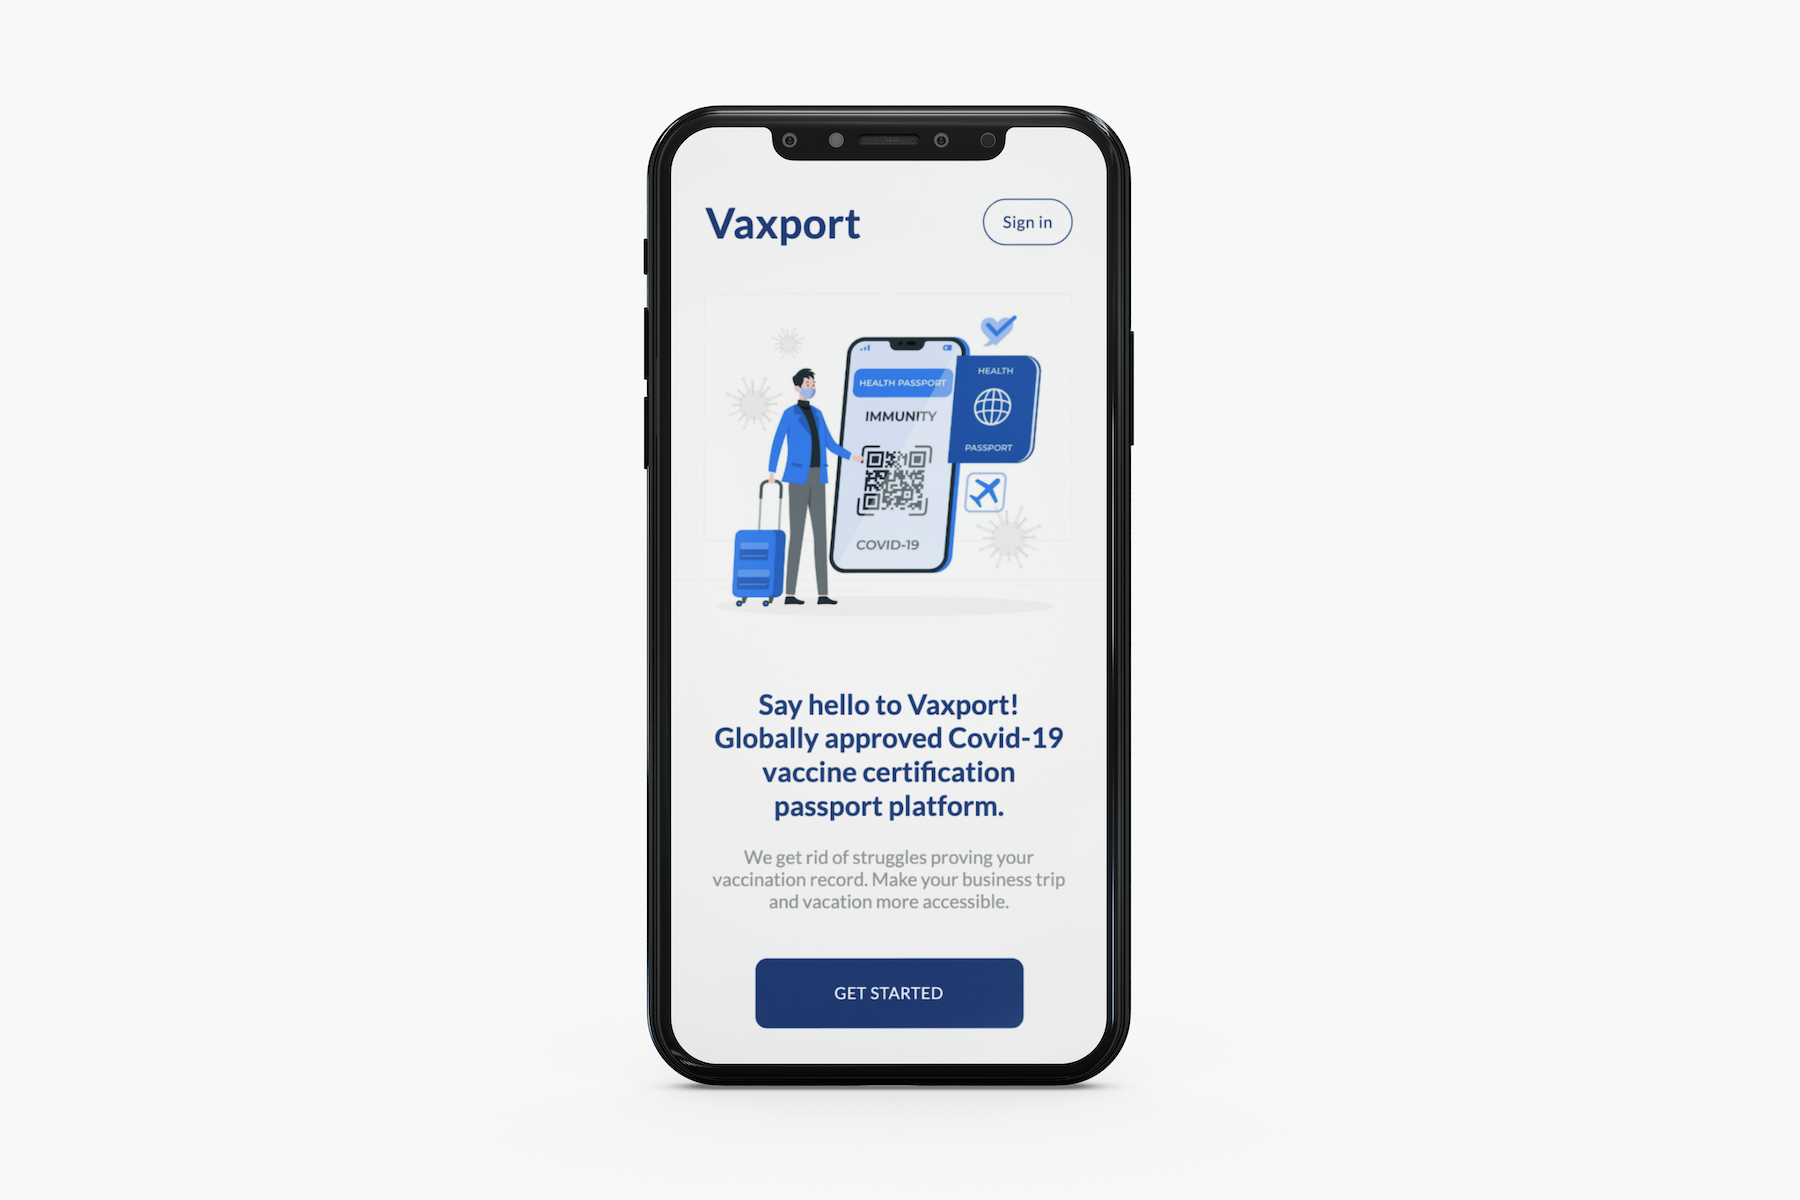 Vaxport
Sign in
HEALTH PASSPORT
IMMUNITY
COVID-19
HEALTH
PASSPORT
Say hello to Vaxport!
Globally approved Covid-19
vaccine certification
passport platform.
We get rid of struggles proving your
vaccination record. Make your business trip
and vacation more accessible.
GET STARTED